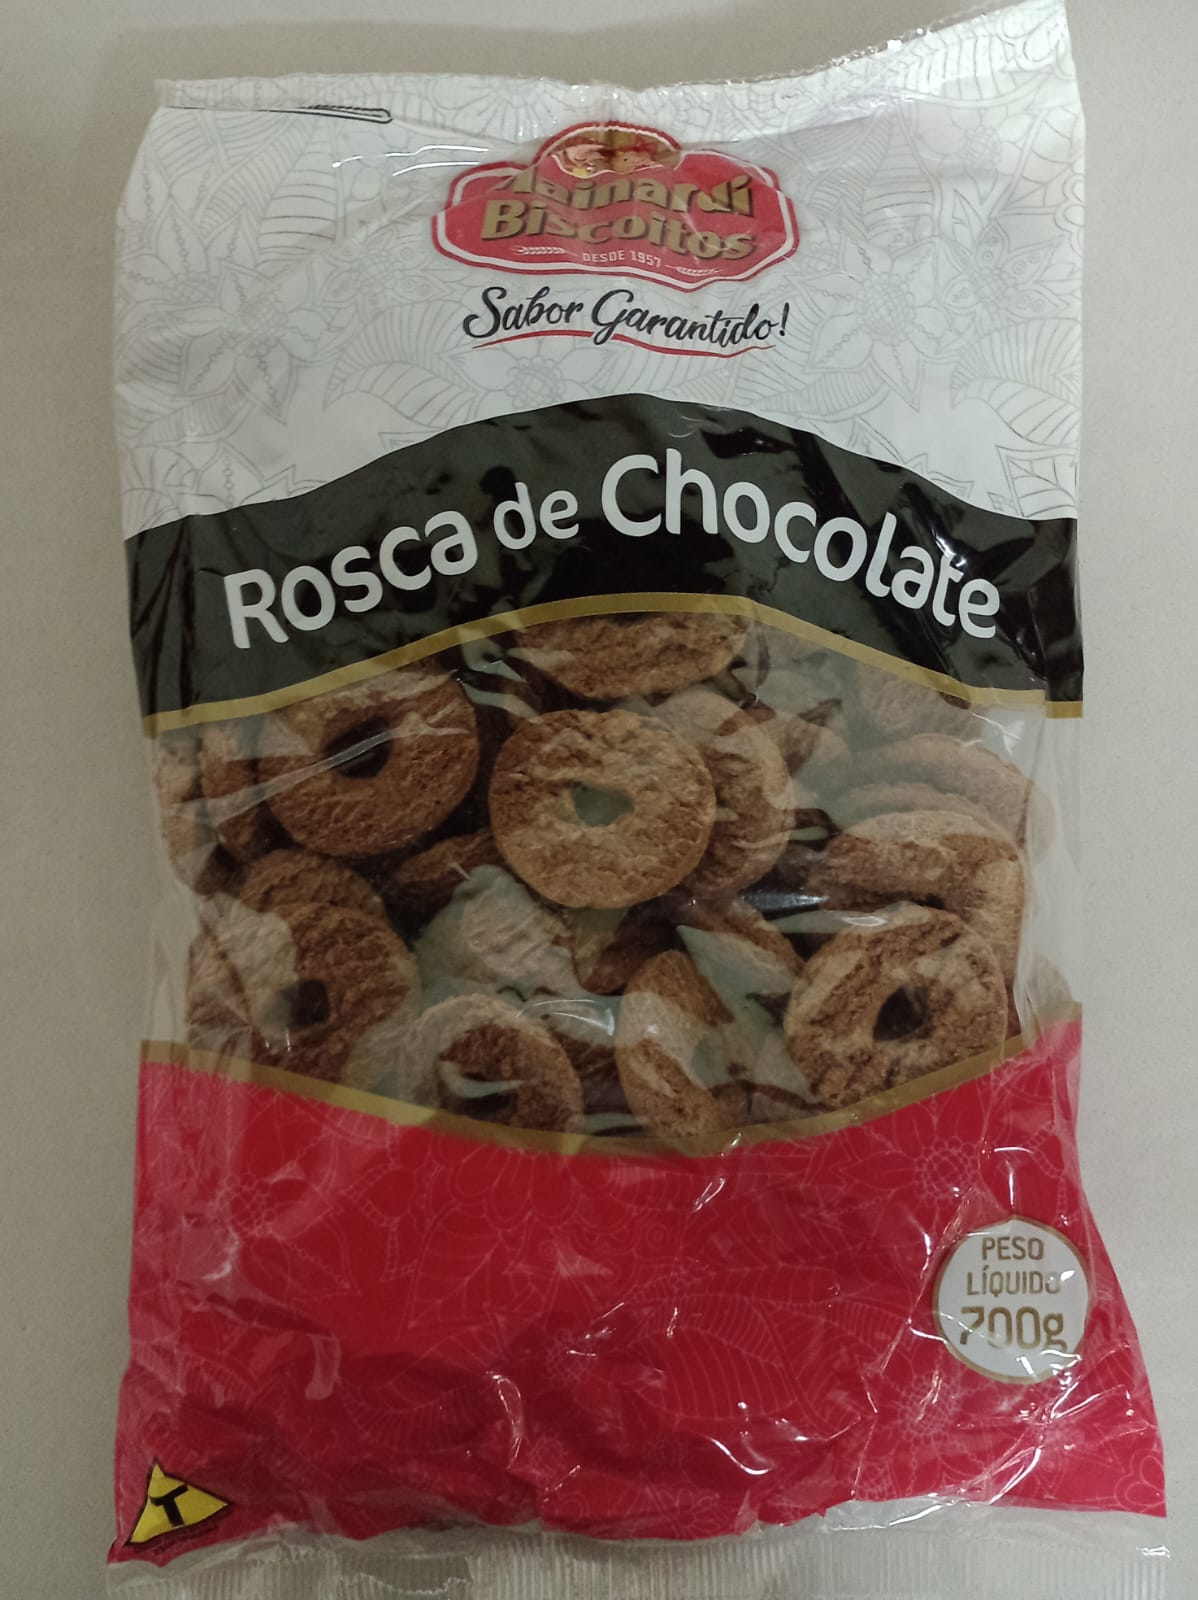 Mainardi
Biscoitos
DESDE 1957
Sabor Garantido!
Rosca de Chocolate
PESO
LÍQUIDO
700g
T